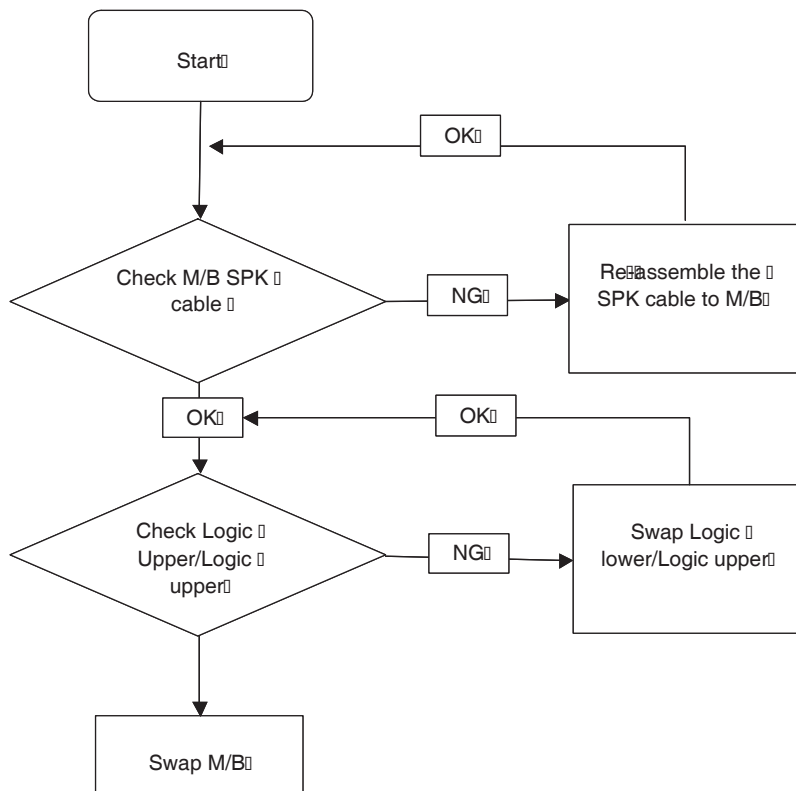 Start
OK
Check M/B SPK
cable
NG
Re-assemble the
SPK cable to M/B
OK
OK
Check Logic
Upper/Logic
upper
NG
Swap Logic
lower/Logic upper
Swap M/B